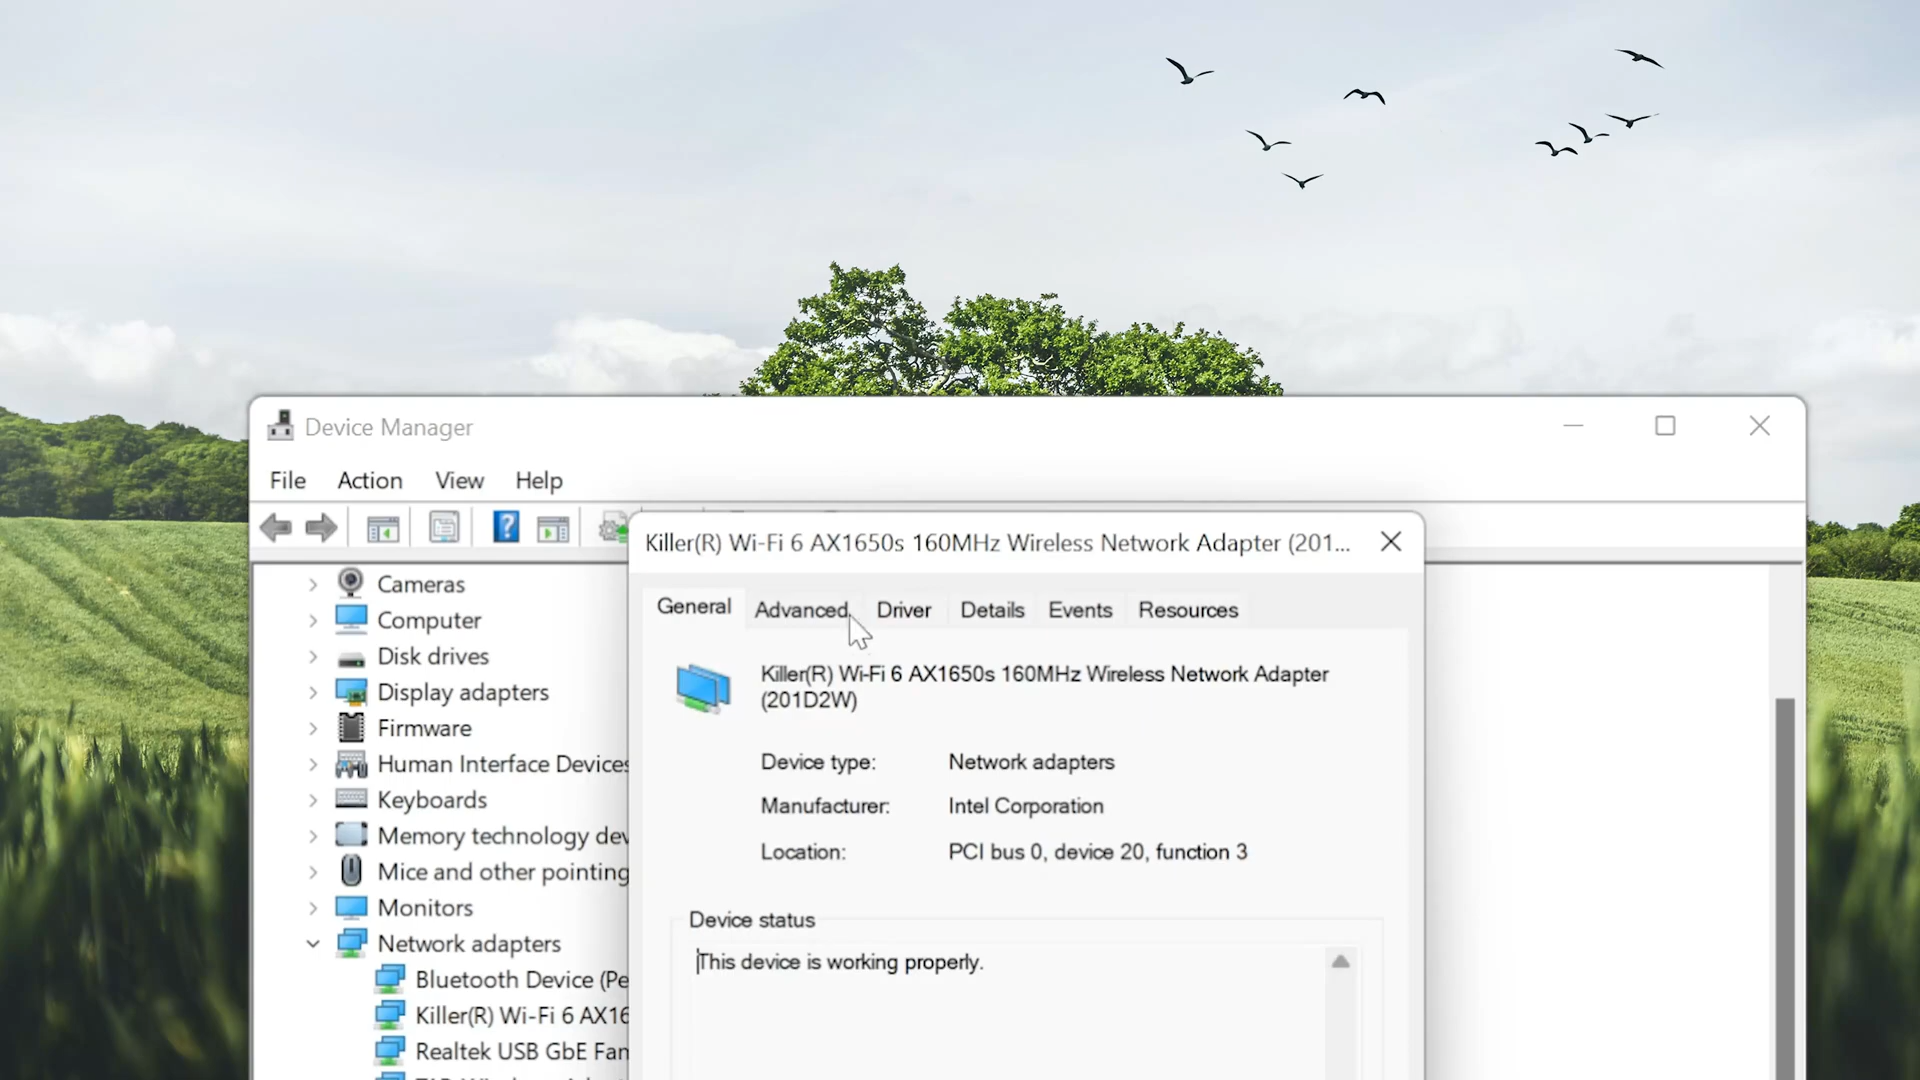 Device Manager
File Action View Help
Killer(R) Wi-Fi 6 AX1650s 160MHz Wireless Network Adapter (201...
General Advanced Driver Details Events Resources
Cameras
Computer
Disk drives
Display adapters
Firmware
Human Interface Devices
Keyboards
Memory technology dev
Mice and other pointing
Monitors
Network adapters
Bluetooth Device (Pe
Killer(R) Wi-Fi 6 AX16
Realtek USB GbE Fan
Killer(R) Wi-Fi 6 AX1650s 160MHz Wireless Network Adapter
(201D2W)
Device type: Network adapters
Manufacturer: Intel Corporation
Location: PCI bus 0, device 20, function 3
Device status
This device is working properly.